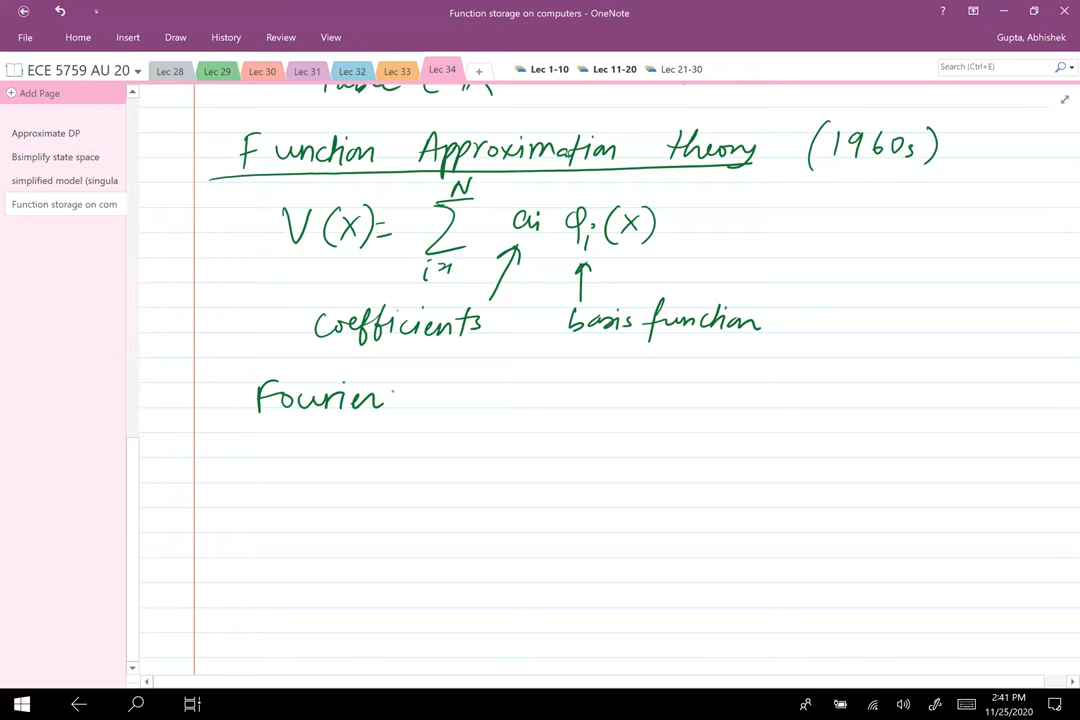 Function storage on computers - OneNote
?
File Home Insert Draw History Review View
Gupta, Abhishek
ECE 5759 AU 20
Lec 28 Lec 29 Lec 30 Lec 31 Lec 32 Lec 33 Lec 34 + Lec 1-10 Lec 11-20 Lec 21-30
Search (Ctrl+E)
Add Page
Approximate DP
Bsimplify state space
simplified model (singula
Function storage on com
Function Approximation theory (1960s)
N
V(x) = ∑ ai φi(x)
coefficients basis function
Fourier
2:41 PM
11/25/2020